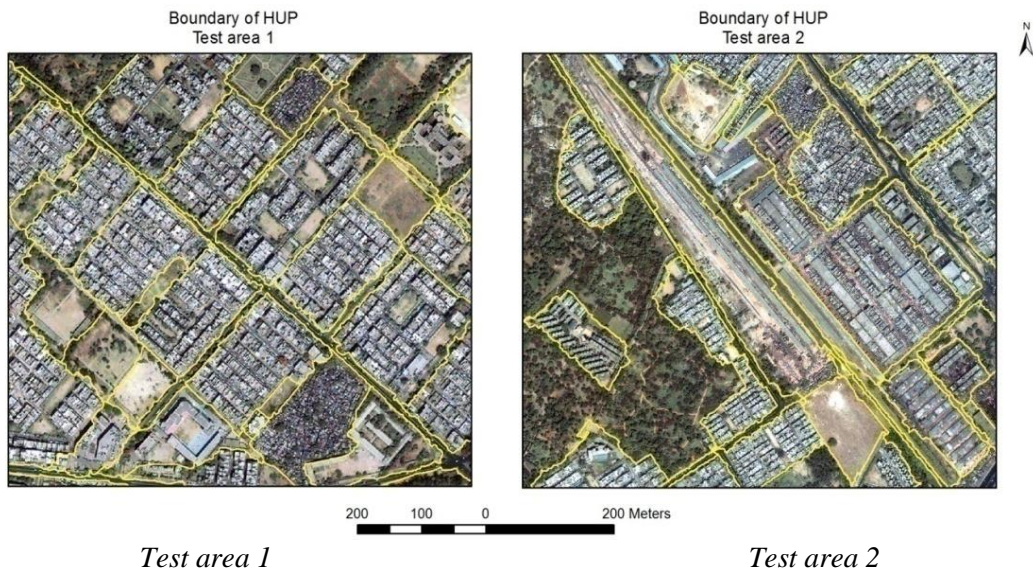 Boundary of HUP
Test area 1
Boundary of HUP
Test area 2
N
200 100 0 200 Meters
Test area 1
Test area 2